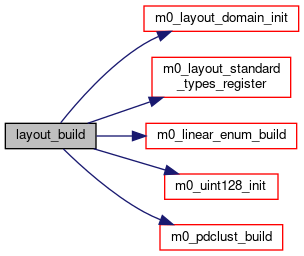 layout_build
m0_layout_domain_init
m0_layout_standard
_types_register
m0_linear_enum_build
m0_uint128_init
m0_pdclust_build